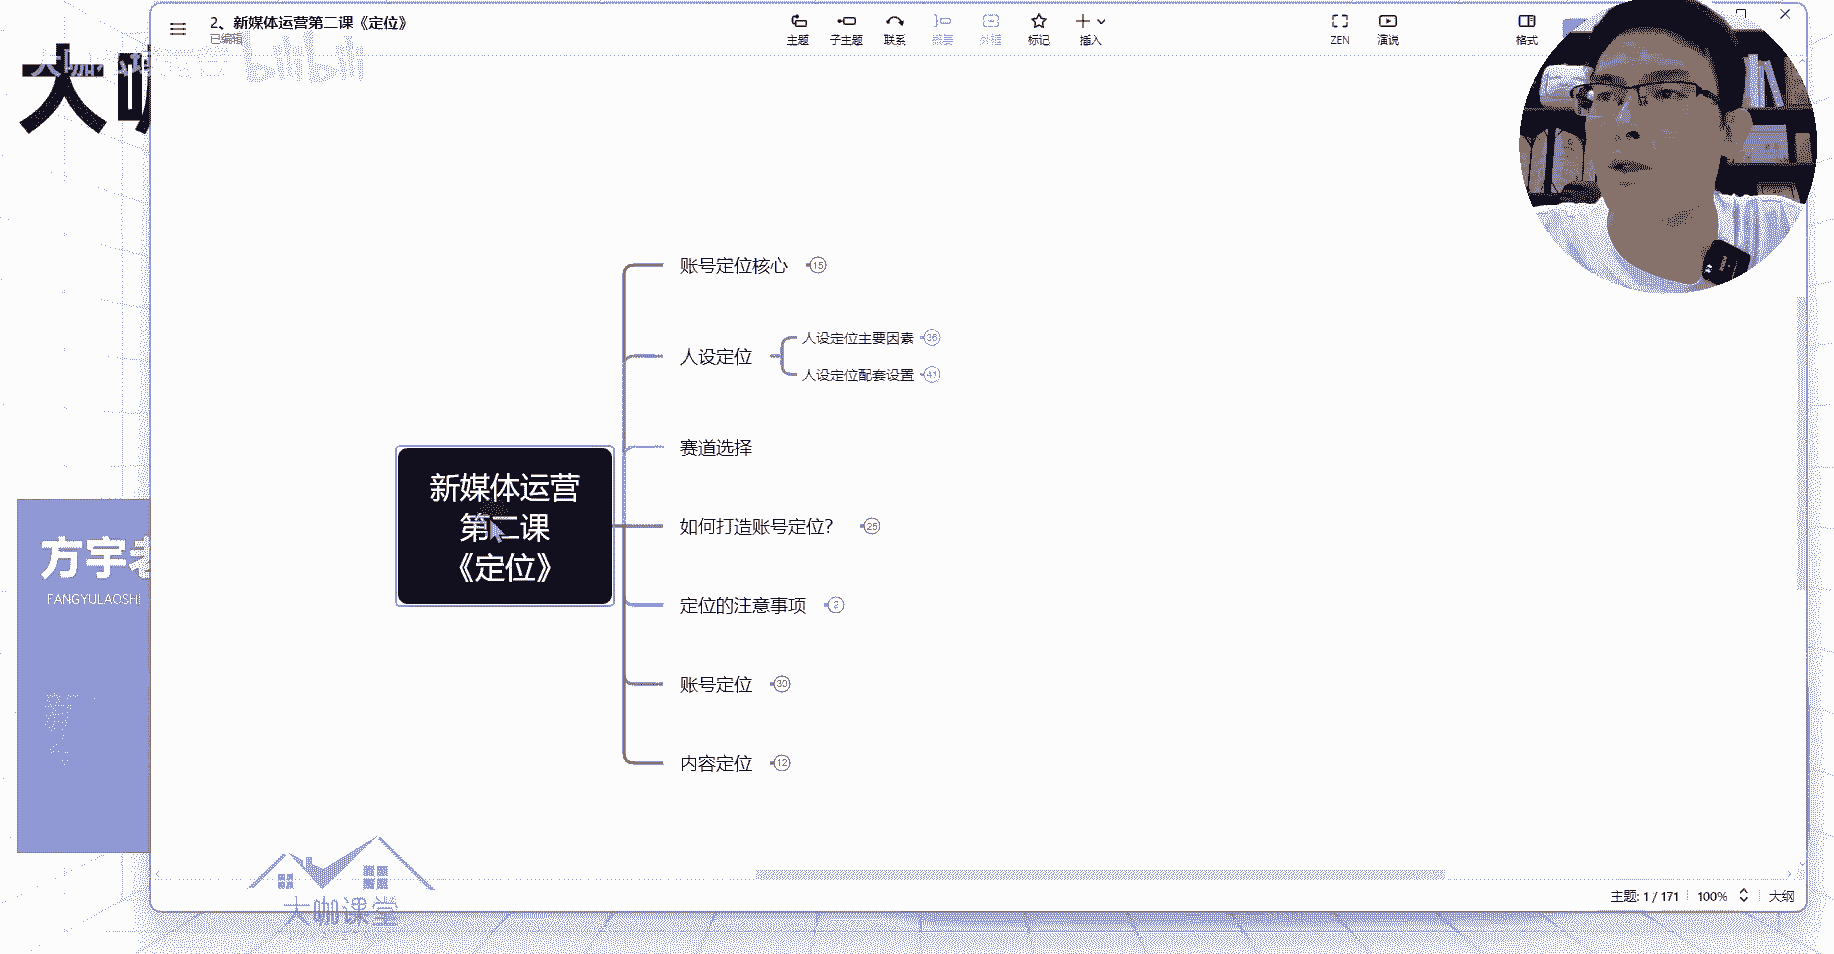 2、新媒体运营第二课《定位》
已编辑
主题
子主题
联系
概要
外框
标记
插入
ZEN
演说
格式
bilibili
大咖
账号定位核心 15
人设定位
人设定位主要因素 36
人设定位配套设置 41
赛道选择
新媒体运营
第二课
《定位》
如何打造账号定位? 25
定位的注意事项 2
账号定位 30
内容定位 12
方宇老
FANGYULAOSHI
大咖课堂
主题: 1 / 171
100%
大纲